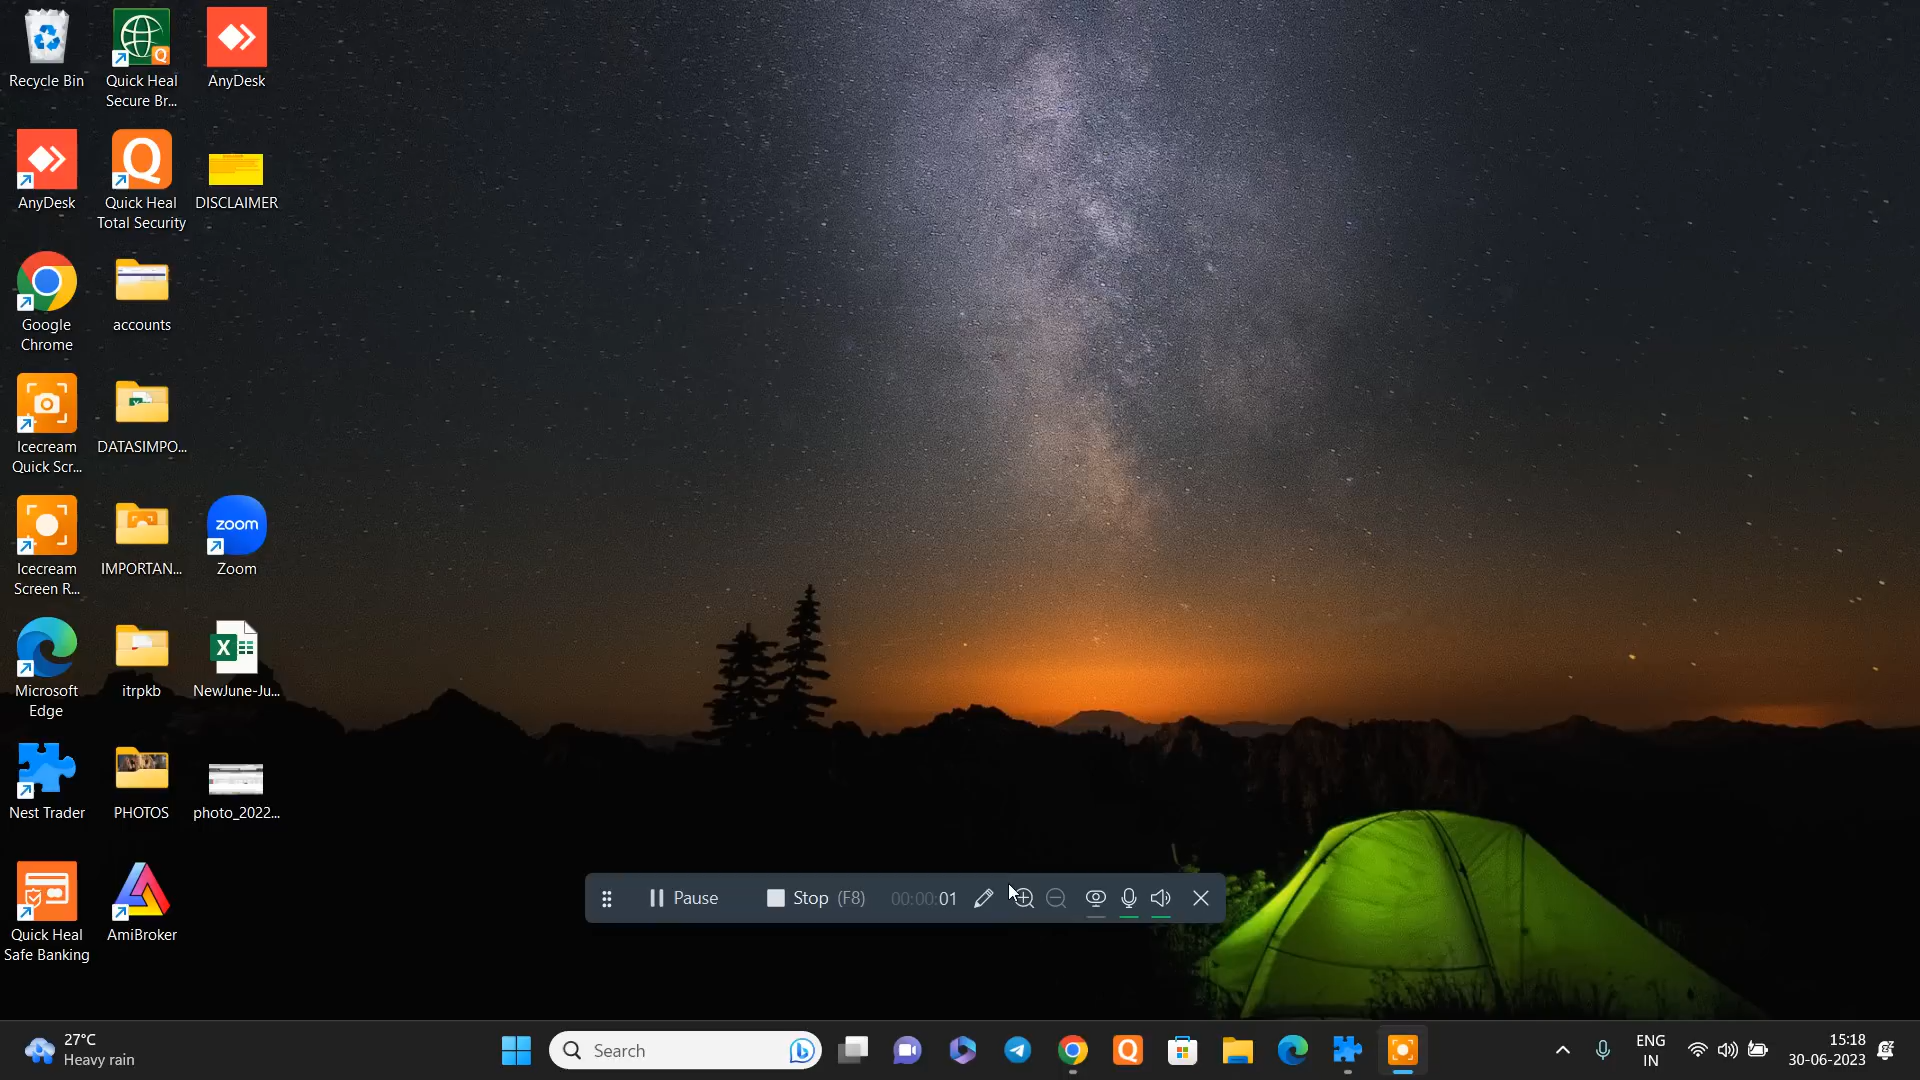 Recycle Bin
Quick Heal
Secure Br...
AnyDesk
AnyDesk
Quick Heal
Total Security
DISCLAIMER
Google
Chrome
accounts
Icecream
Quick Scr...
DATASIMPO...
Icecream
Screen R...
IMPORTAN...
zoom
Zoom
Microsoft
Edge
itrpkb
NewJune-Ju...
Nest Trader
PHOTOS
photo_2022...
Quick Heal
Safe Banking
AmiBroker
Pause
Stop (F8)
00:00:01
27°C
Heavy rain
Search
ENG
IN
15:18
30-06-2023